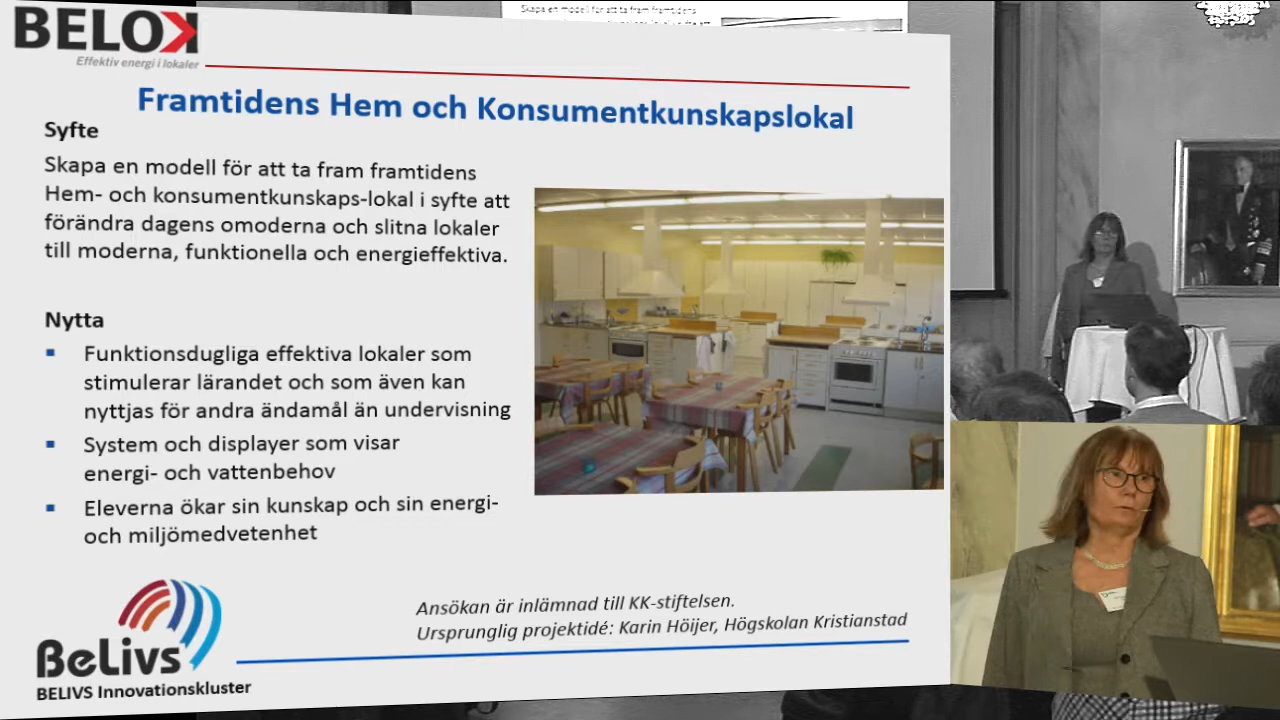 Skapa en modell för att ta fram framtidens
BELOK
Effektiv energi i lokaler
Framtidens Hem och Konsumentkunskapslokal
Syfte
Skapa en modell för att ta fram framtidens
Hem- och konsumentkunskaps-lokal i syfte att
förändra dagens omoderna och slitna lokaler
till moderna, funktionella och energieffektiva.
Nytta
Funktionsdugliga effektiva lokaler som
stimulerar lärandet och som även kan
nyttjas för andra ändamål än undervisning
System och displayer som visar
energi- och vattenbehov
Eleverna ökar sin kunskap och sin energi-
och miljömedvetenhet
Ansökan är inlämnad till KK-stiftelsen.
Ursprunglig projektidé: Karin Höijer, Högskolan Kristianstad
BeLivs
BELIVS Innovationskluster